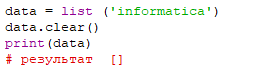 data = list ('informatica')
data.clear()
print(data)
# результат  []